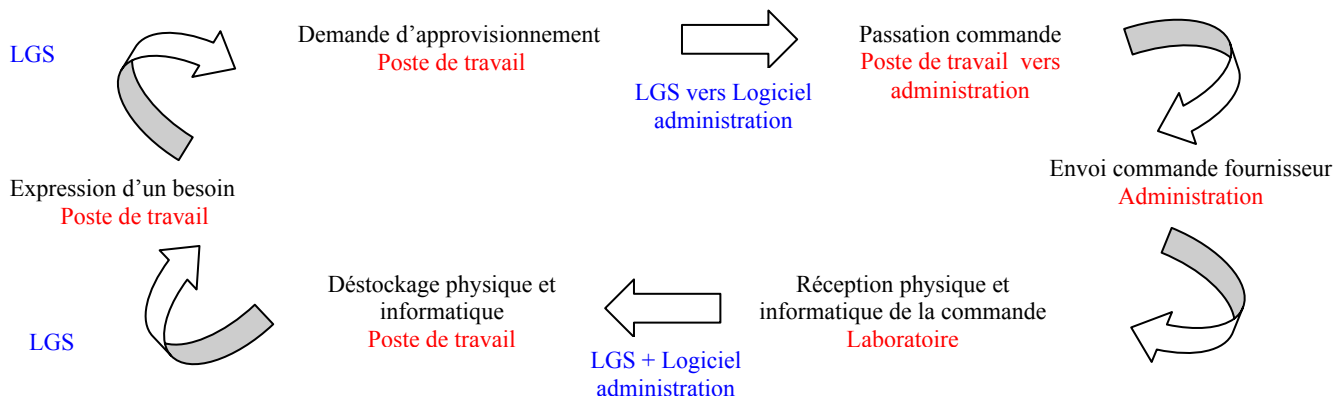 LGS
Demande d’approvisionnement
Poste de travail
LGS vers Logiciel
administration
Passation commande
Poste de travail  vers
administration
Envoi commande fournisseur
Administration
Expression d’un besoin
Poste de travail
Réception physique et
informatique de la commande
Laboratoire
LGS + Logiciel
administration
Déstockage physique et
informatique
Poste de travail
LGS